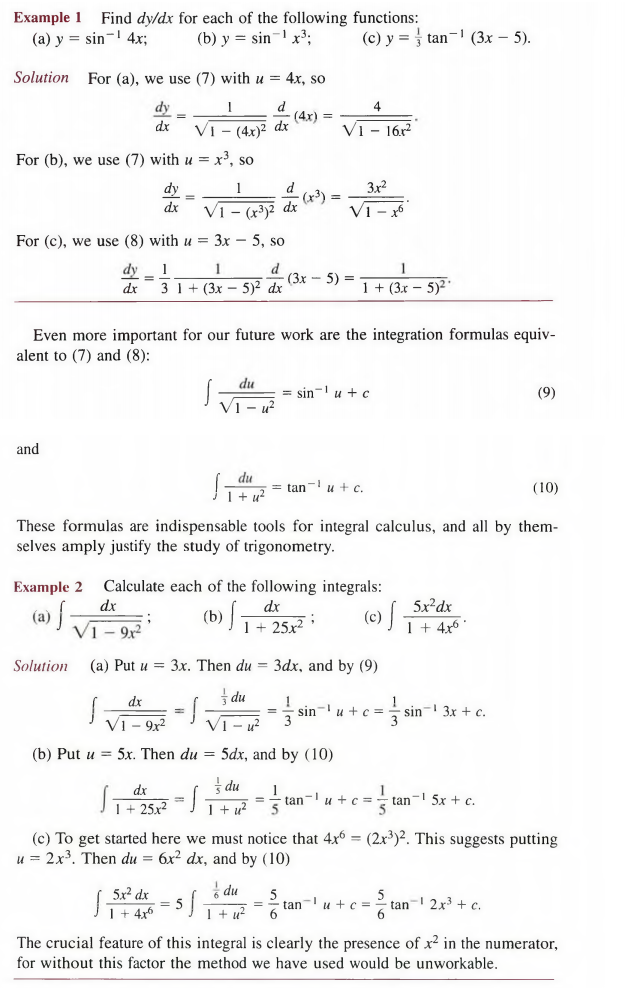 Example 1 Find dy/dx for each of the following functions:
(a) y = sin⁻¹ 4x; (b) y = sin⁻¹ x³; (c) y = ⅓ tan⁻¹ (3x − 5).
Solution For (a), we use (7) with u = 4x, so
dy/dx = 1/√(1 − (4x)²) d/dx (4x) = 4/√(1 − 16x²).
For (b), we use (7) with u = x³, so
dy/dx = 1/√(1 − (x³)²) d/dx (x³) = 3x²/√(1 − x⁶).
For (c), we use (8) with u = 3x − 5, so
dy/dx = 1/3 1/(1 + (3x − 5)²) d/dx (3x − 5) = 1/(1 + (3x − 5)²).
Even more important for our future work are the integration formulas equiv-
alent to (7) and (8):
∫ du/√(1 − u²) = sin⁻¹ u + c (9)
and
∫ du/(1 + u²) = tan⁻¹ u + c. (10)
These formulas are indispensable tools for integral calculus, and all by them-
selves amply justify the study of trigonometry.
Example 2 Calculate each of the following integrals:
(a) ∫ dx/√(1 − 9x²); (b) ∫ dx/(1 + 25x²); (c) ∫ 5x²dx/(1 + 4x⁶).
Solution (a) Put u = 3x. Then du = 3dx, and by (9)
∫ dx/√(1 − 9x²) = ∫ ⅓ du/√(1 − u²) = 1/3 sin⁻¹ u + c = 1/3 sin⁻¹ 3x + c.
(b) Put u = 5x. Then du = 5dx, and by (10)
∫ dx/(1 + 25x²) = ∫ ⅕ du/(1 + u²) = 1/5 tan⁻¹ u + c = 1/5 tan⁻¹ 5x + c.
(c) To get started here we must notice that 4x⁶ = (2x³)². This suggests putting
u = 2x³. Then du = 6x² dx, and by (10)
∫ 5x² dx/(1 + 4x⁶) = 5 ∫ ⅙ du/(1 + u²) = 5/6 tan⁻¹ u + c = 5/6 tan⁻¹ 2x³ + c.
The crucial feature of this integral is clearly the presence of x² in the numerator,
for without this factor the method we have used would be unworkable.